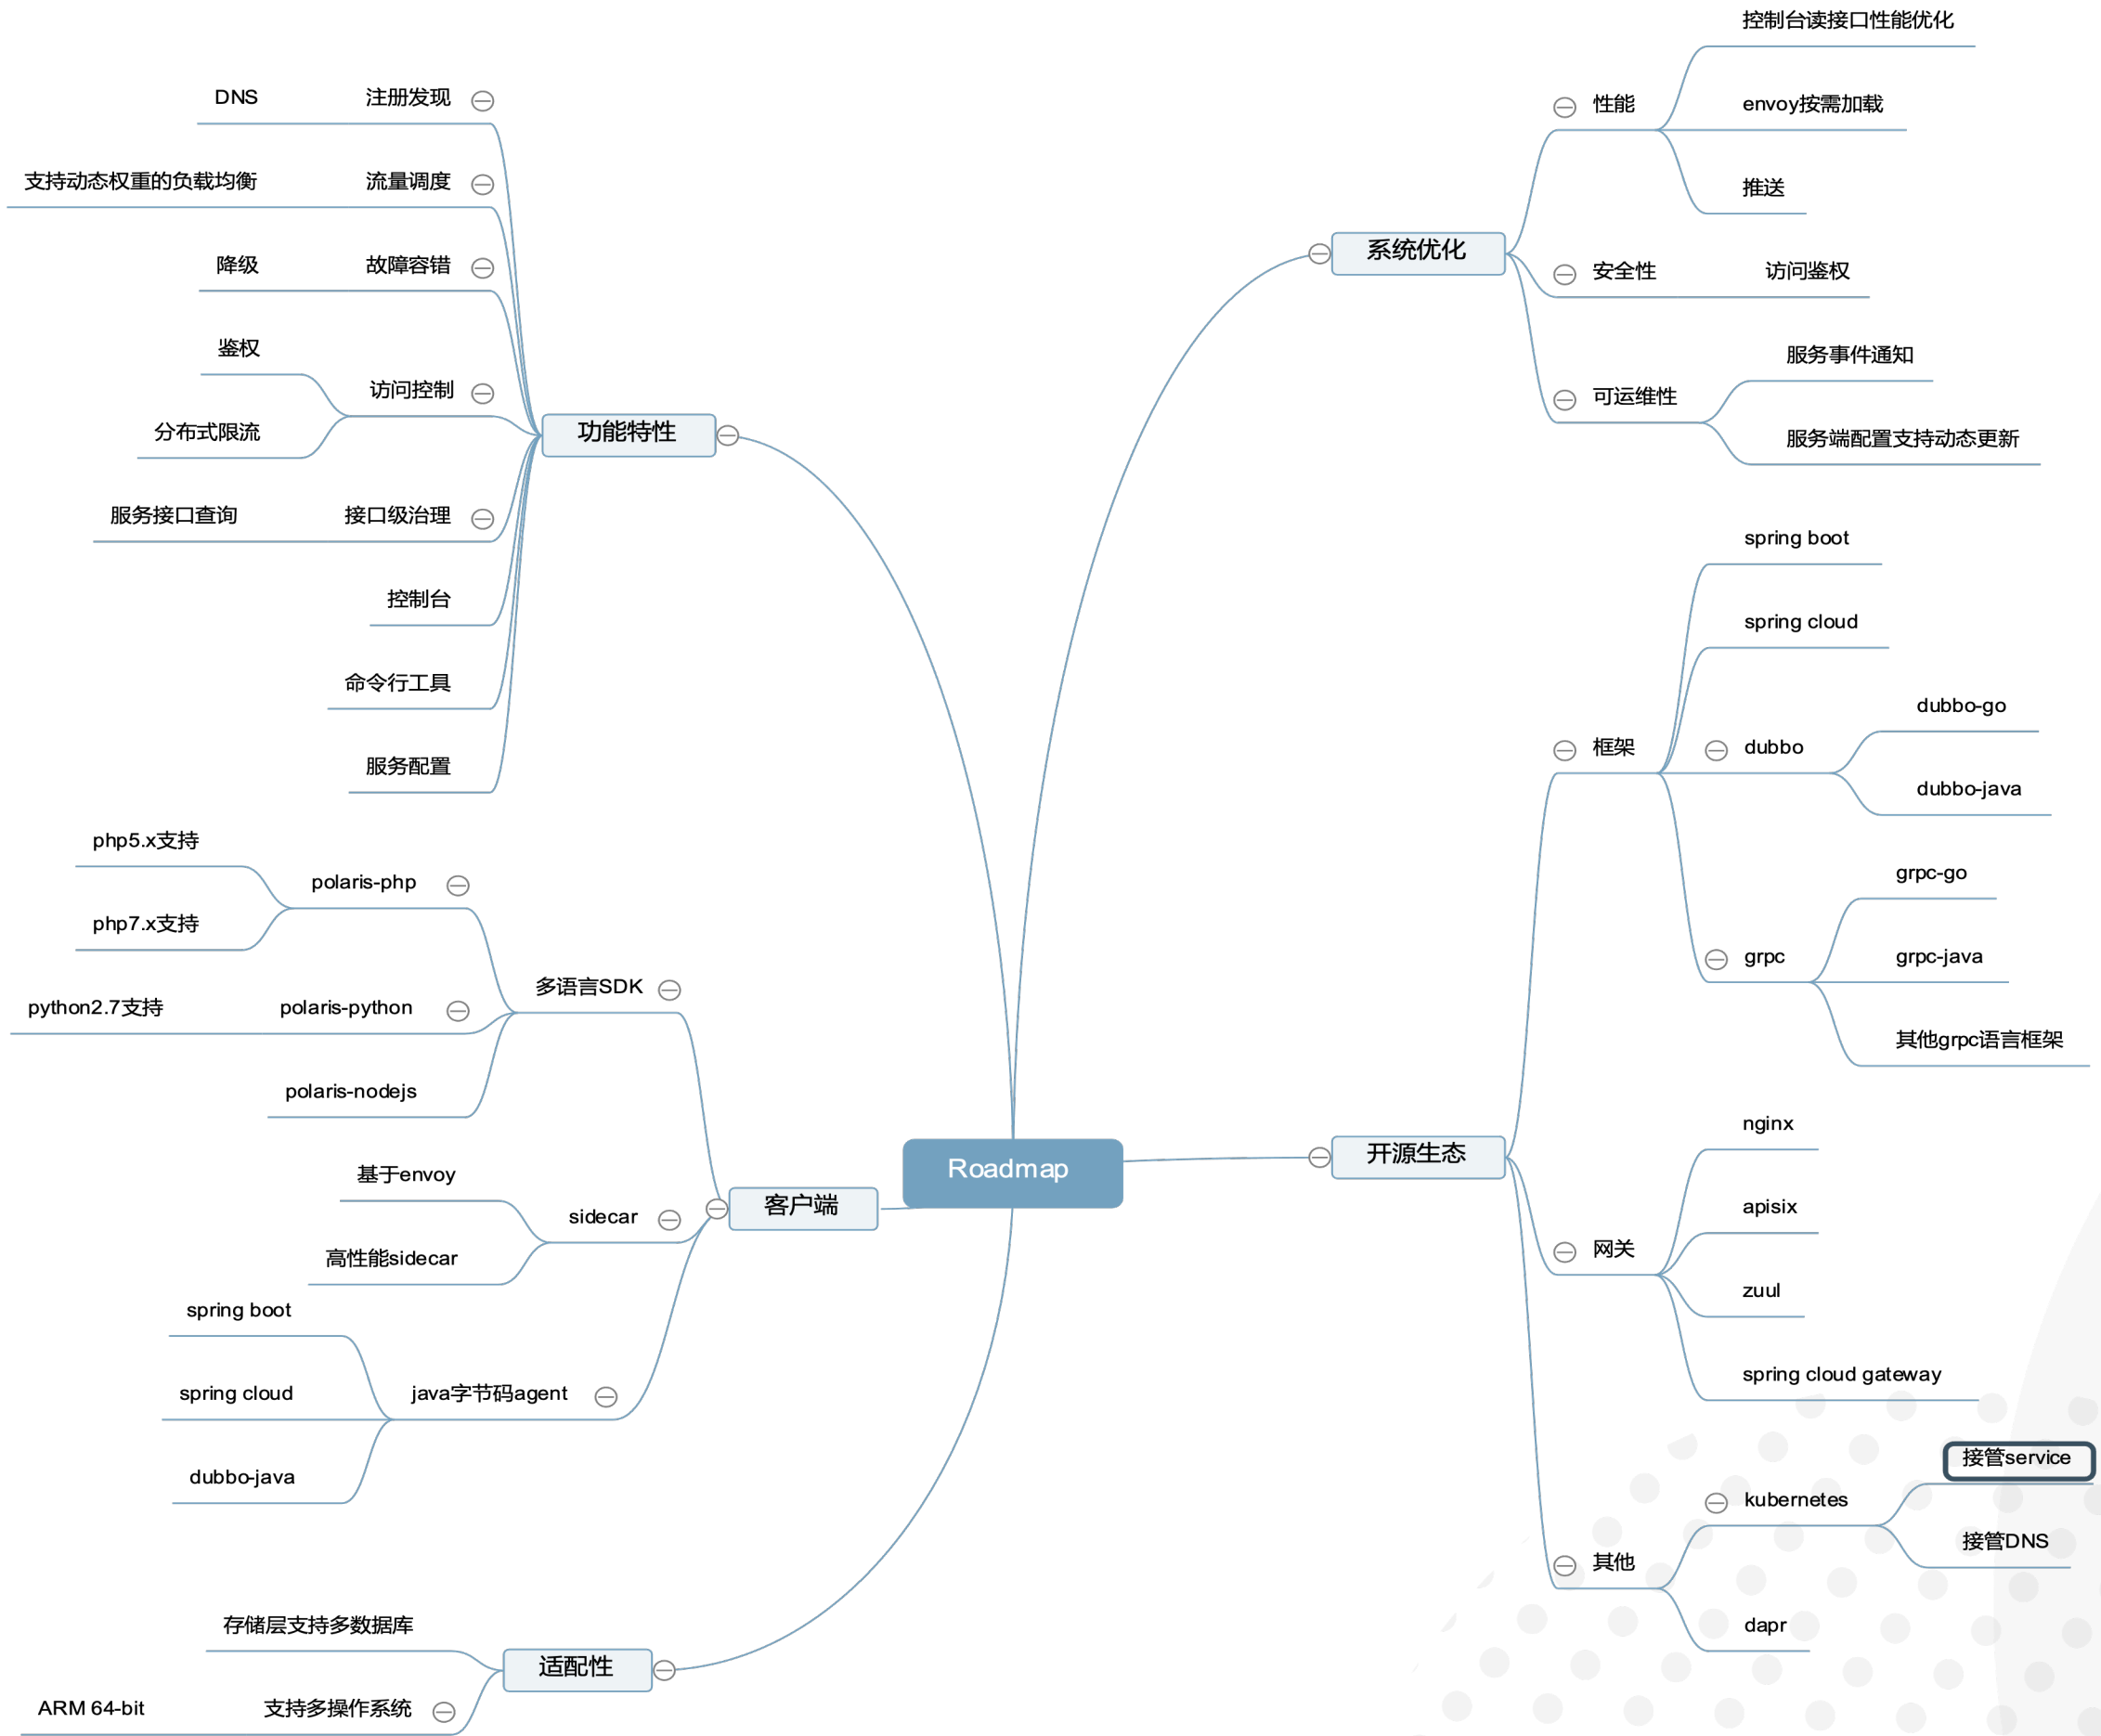 Roadmap
系统优化
性能
控制台读接口性能优化
envoy按需加载
推送
安全性
访问鉴权
可运维性
服务事件通知
服务端配置支持动态更新
开源生态
框架
spring boot
spring cloud
dubbo
dubbo-go
dubbo-java
grpc
grpc-go
grpc-java
其他grpc语言框架
网关
nginx
apisix
zuul
spring cloud gateway
其他
kubernetes
接管service
接管DNS
dapr
功能特性
注册发现
DNS
流量调度
支持动态权重的负载均衡
故障容错
降级
访问控制
鉴权
分布式限流
接口级治理
服务接口查询
控制台
命令行工具
服务配置
客户端
多语言SDK
polaris-php
php5.x支持
php7.x支持
polaris-python
python2.7支持
polaris-nodejs
sidecar
基于envoy
高性能sidecar
java字节码agent
spring boot
spring cloud
dubbo-java
适配性
存储层支持多数据库
支持多操作系统
ARM 64-bit